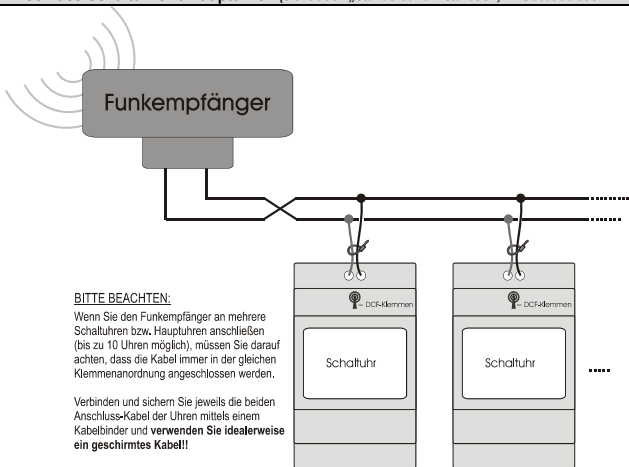 Funkempfänger
DCF-Klemmen
DCF-Klemmen
Schaltuhr
Schaltuhr
BITTE BEACHTEN:
Wenn Sie den Funkempfänger an mehrere
Schaltuhren bzw. Hauptuhren anschließen
(bis zu 10 Uhren möglich), müssen Sie darauf
achten, dass die Kabel immer in der gleichen
Klemmenanordnung angeschlossen werden.
Verbinden und sichern Sie jeweils die beiden
Anschluss-Kabel der Uhren mittels einem
Kabelbinder und verwenden Sie idealerweise
ein geschirmtes Kabel!!